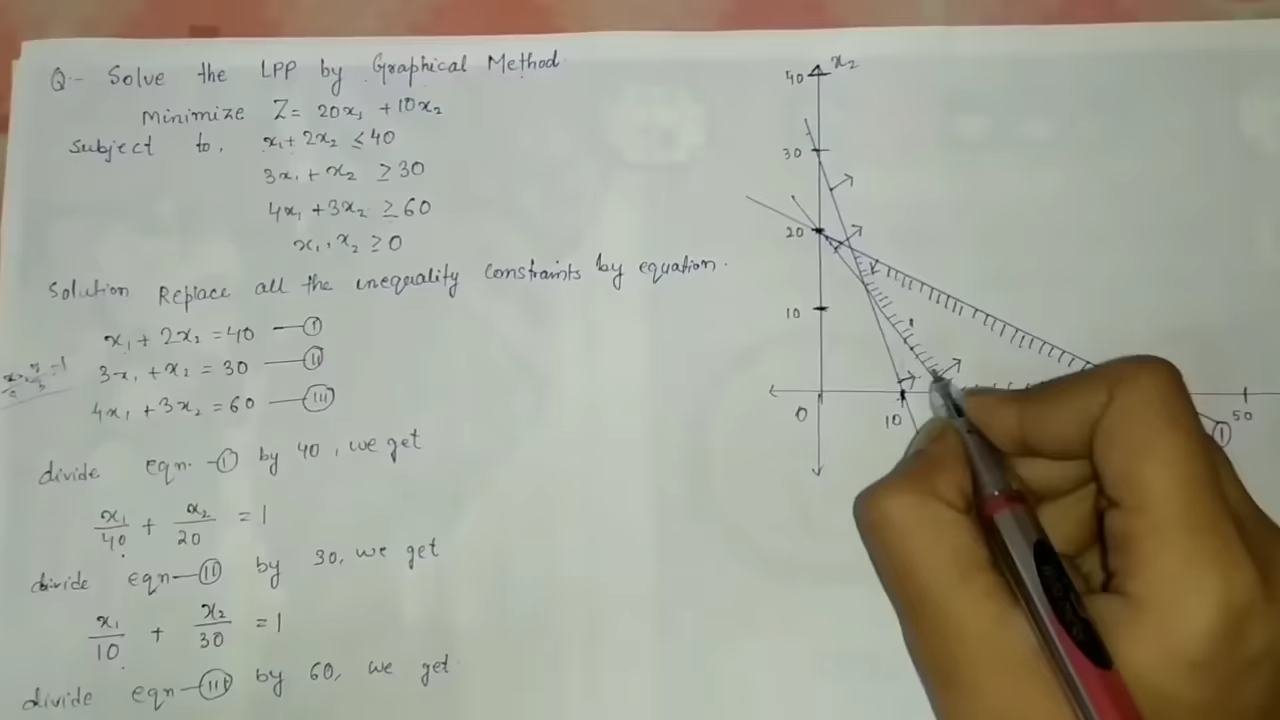 Q:- Solve the LPP by Graphical Method.
Minimize Z = 20x₁ + 10x₂
Subject to, x₁ + 2x₂ ≤ 40
3x₁ + x₂ ≥ 30
4x₁ + 3x₂ ≥ 60
x₁, x₂ ≥ 0
Solution Replace all the inequality constraints by equation.
x₁ + 2x₂ = 40 — Ⓘ
3x₁ + x₂ = 30 — ⓘⓘ
4x₁ + 3x₂ = 60 — ⓘⓘⓘ
divide eqn. - Ⓘ by 40, we get
x₁/40 + x₂/20 = 1
divide eqn — ⓘⓘ by 30, we get
x₁/10 + x₂/30 = 1
divide eqn — ⓘⓘⓘ by 60, we get
x₂
40
30
20
10
0 10 50
Ⓘ